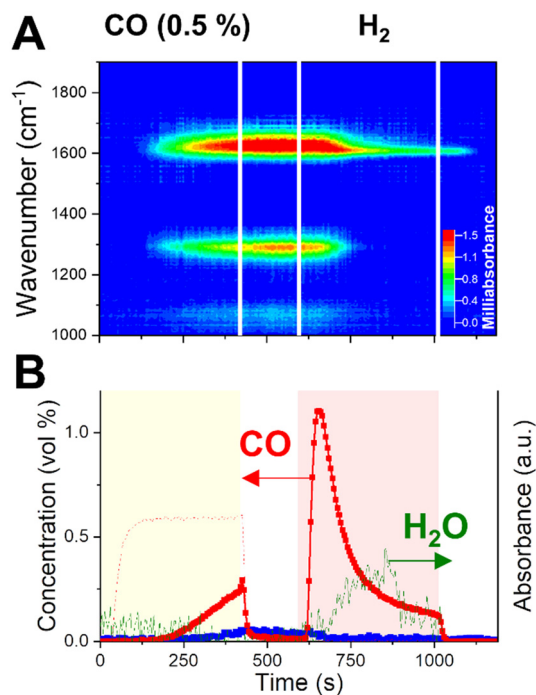 A
CO (0.5 %) H₂
Wavenumber (cm⁻¹)
1800
1600
1400
1200
1000
1.5
1.1
0.8
0.4
0.0
Milliabsorbance
B
Concentration (vol %)
1.0
0.5
0.0
CO
H₂O
Absorbance (a.u.)
0 250 500 750 1000
Time (s)